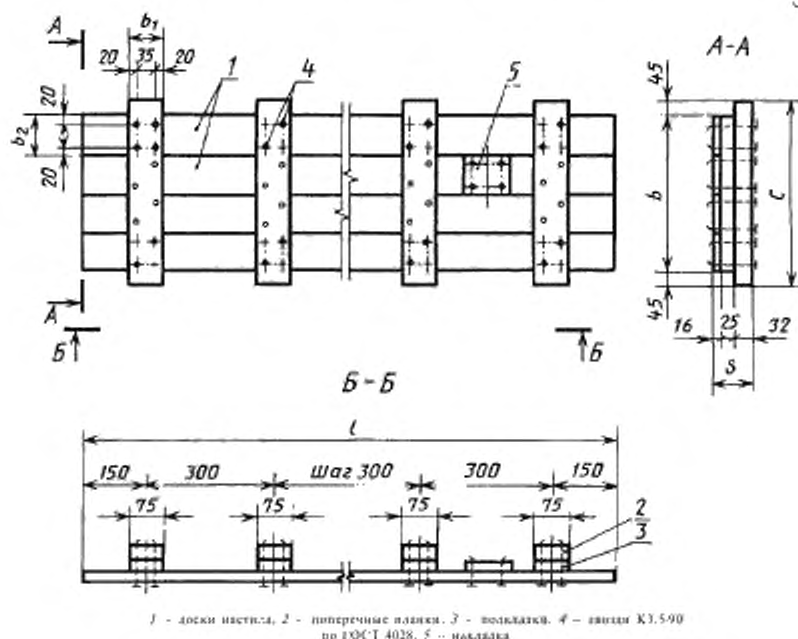 А
b₁
20 35 20
1
4
5
А-А
20
b₂
20
45
b
С
45
А
Б
Б
16 25 32
S
Б-Б
l
150 300 шаг 300 300 150
75 75 75 75
2
3
1 - доски настила, 2 - поперечные планки, 3 - подкладки, 4 - гвозди К3.5×90
по ГОСТ 4028, 5 - накладка